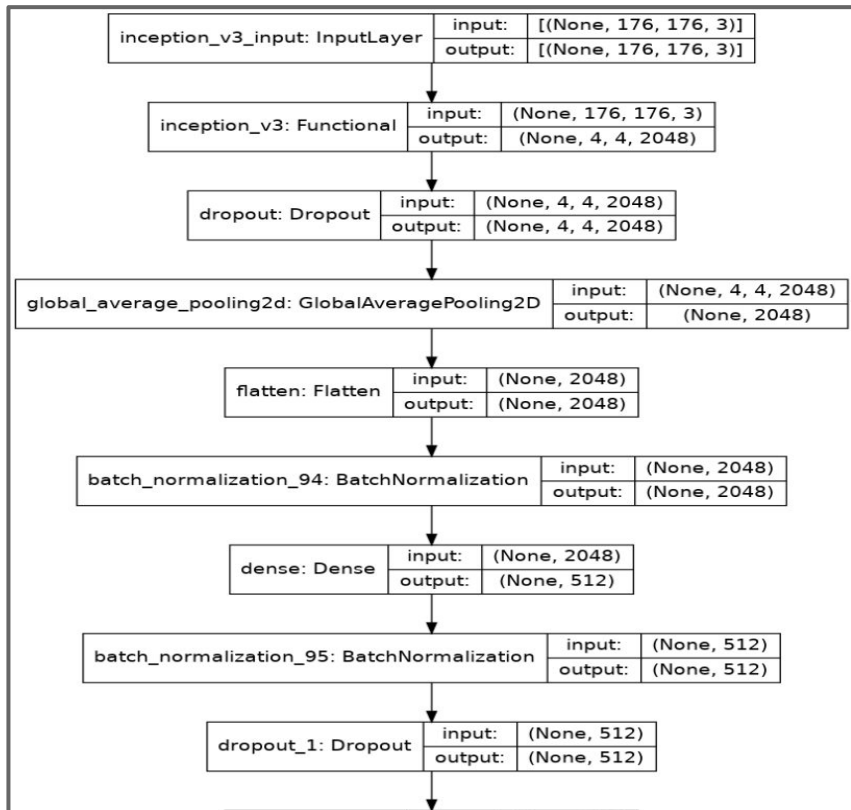 inception_v3_input: InputLayer
input: [(None, 176, 176, 3)]
output: [(None, 176, 176, 3)]
inception_v3: Functional
input: (None, 176, 176, 3)
output: (None, 4, 4, 2048)
dropout: Dropout
input: (None, 4, 4, 2048)
output: (None, 4, 4, 2048)
global_average_pooling2d: GlobalAveragePooling2D
input: (None, 4, 4, 2048)
output: (None, 2048)
flatten: Flatten
input: (None, 2048)
output: (None, 2048)
batch_normalization_94: BatchNormalization
input: (None, 2048)
output: (None, 2048)
dense: Dense
input: (None, 2048)
output: (None, 512)
batch_normalization_95: BatchNormalization
input: (None, 512)
output: (None, 512)
dropout_1: Dropout
input: (None, 512)
output: (None, 512)